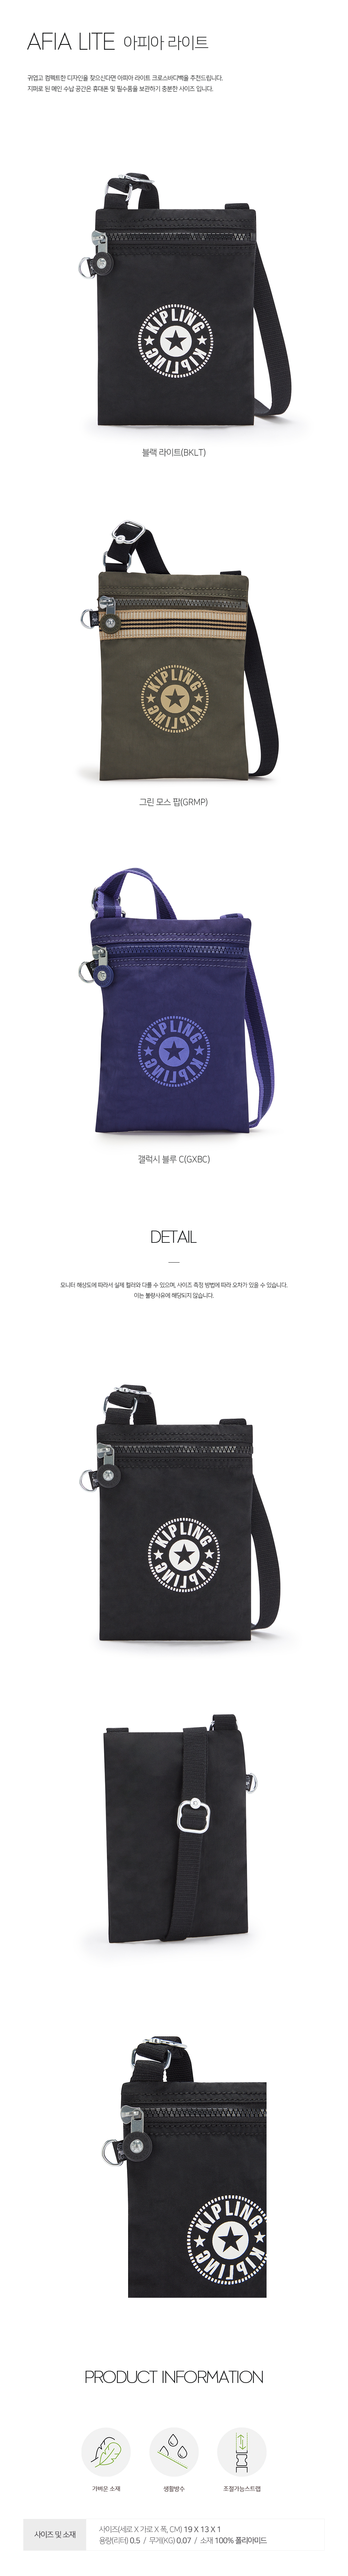 AFIA LITE 아피아 라이트
귀엽고 컴팩트한 디자인을 찾으신다면 아피아 라이트 크로스바디백을 추천드립니다.
지퍼로 된 메인 수납 공간은 휴대폰 및 필수품을 보관하기 충분한 사이즈 입니다.
KIPLING
KIPLING
블랙 라이트(BKLT)
KIPLING
KIPLING
그린 모스 팝(GRMP)
KIPLING
KIPLING
갤럭시 블루 C(GXBC)
DETAIL
모니터 해상도에 따라서 실제 컬러와 다를 수 있으며, 사이즈 측정 방법에 따라 오차가 있을 수 있습니다.
이는 불량사유에 해당되지 않습니다.
KIPLING
KIPLING
KIPLING
KIPLING
PRODUCT INFORMATION
가벼운 소재
생활방수
조절가능스트랩
사이즈 및 소재
사이즈(세로 X 가로 X 폭, CM) 19 X 13 X 1
용량(리터) 0.5 / 무게(KG) 0.07 / 소재 100% 폴리아미드